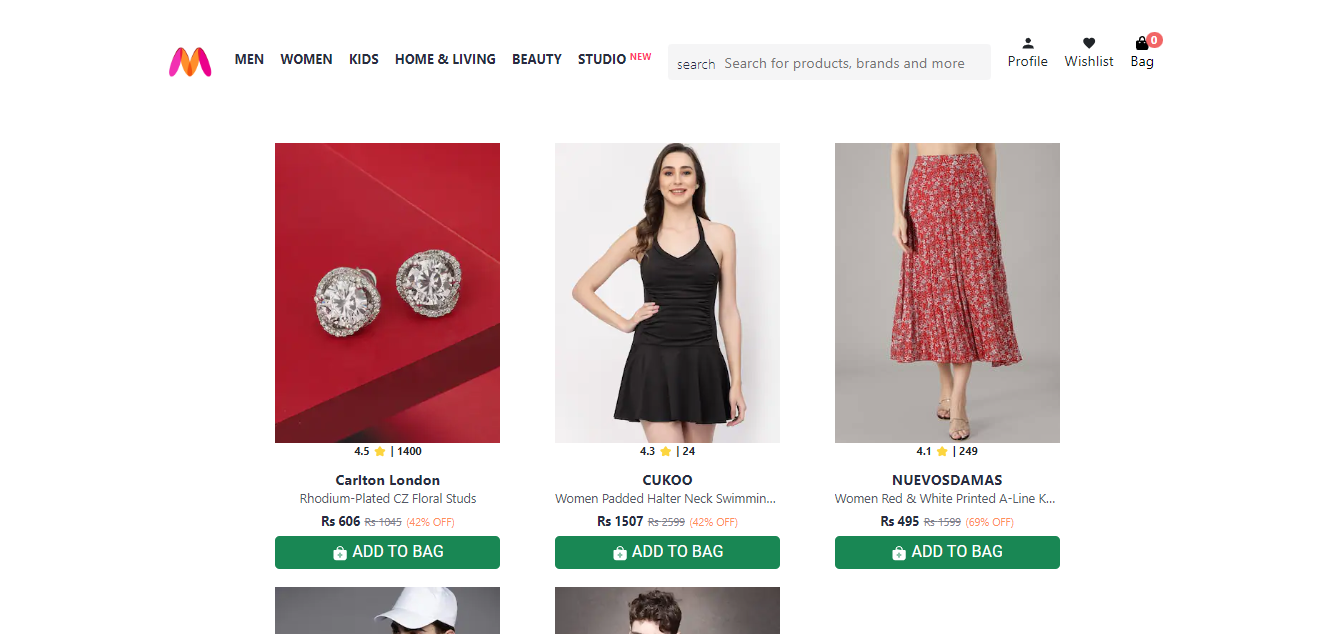 MEN WOMEN KIDS HOME & LIVING BEAUTY STUDIO NEW
search Search for products, brands and more
Profile Wishlist Bag 0
4.5 ⭐ | 1400
Carlton London
Rhodium-Plated CZ Floral Studs
Rs 606 Rs 1045 (42% OFF)
ADD TO BAG
4.3 ⭐ | 24
CUKOO
Women Padded Halter Neck Swimmin...
Rs 1507 Rs 2599 (42% OFF)
ADD TO BAG
4.1 ⭐ | 249
NUEVOSDAMAS
Women Red & White Printed A-Line K...
Rs 495 Rs 1599 (69% OFF)
ADD TO BAG